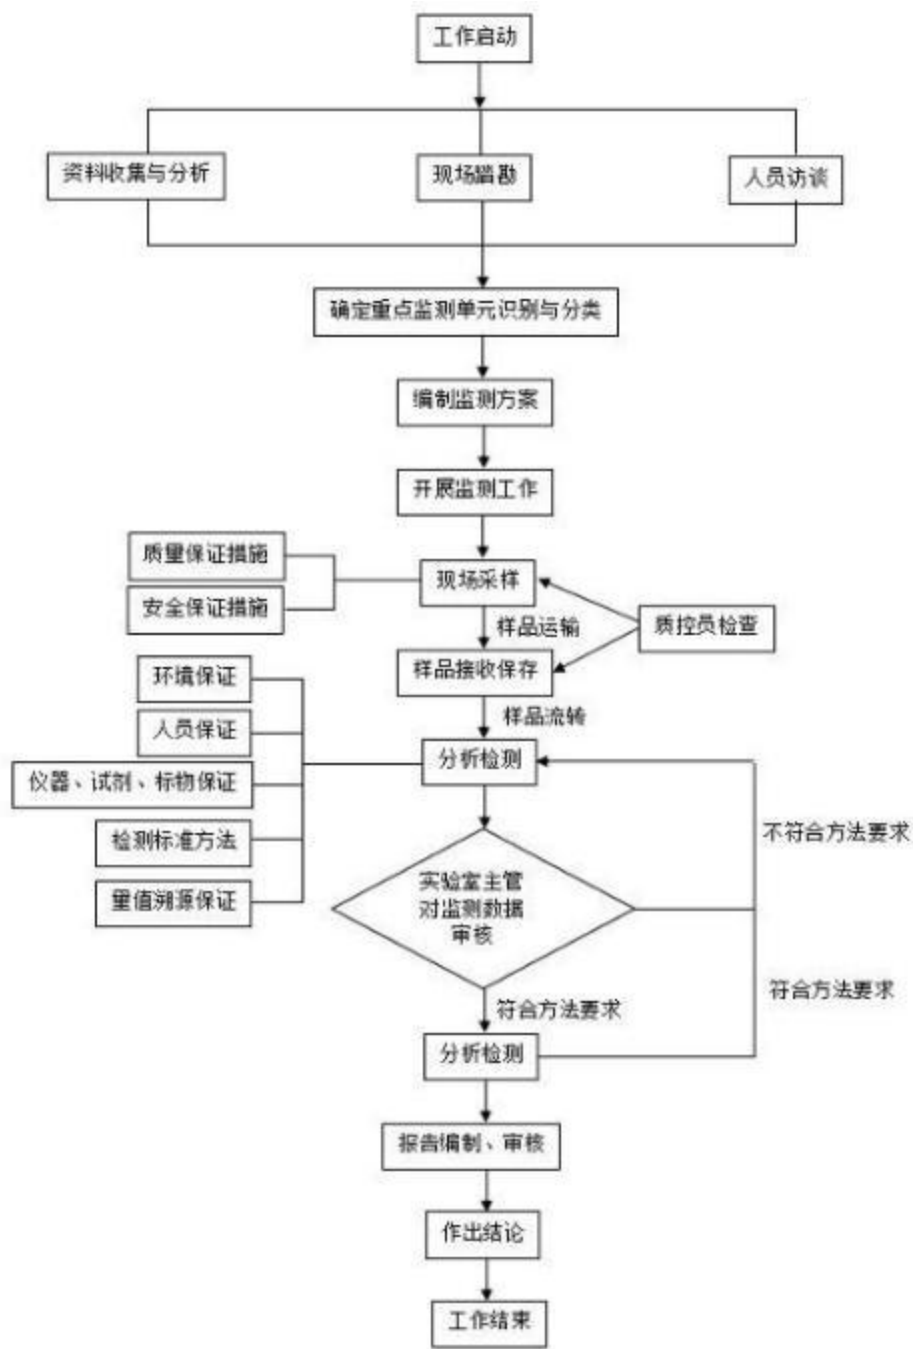 工作启动
资料收集与分析
现场踏勘
人员访谈
确定重点监测单元识别与分类
编制监测方案
开展监测工作
质量保证措施
现场采样
安全保证措施
样品运输
质控员检查
样品接收保存
环境保证
样品流转
人员保证
分析检测
仪器、试剂、标物保证
检测标准方法
不符合方法要求
实验室主管
对监测数据
审核
量值溯源保证
符合方法要求
符合方法要求
分析检测
报告编制、审核
作出结论
工作结束